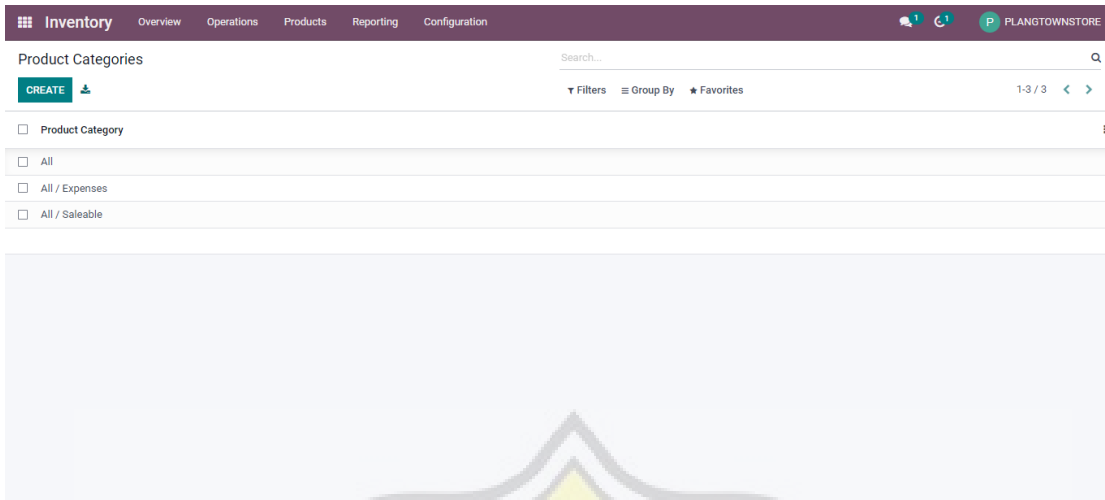 Inventory Overview Operations Products Reporting Configuration 1 1 P PLANGTOWNSTORE
Product Categories Search...
CREATE Filters Group By Favorites 1-3 / 3
Product Category
All
All / Expenses
All / Saleable